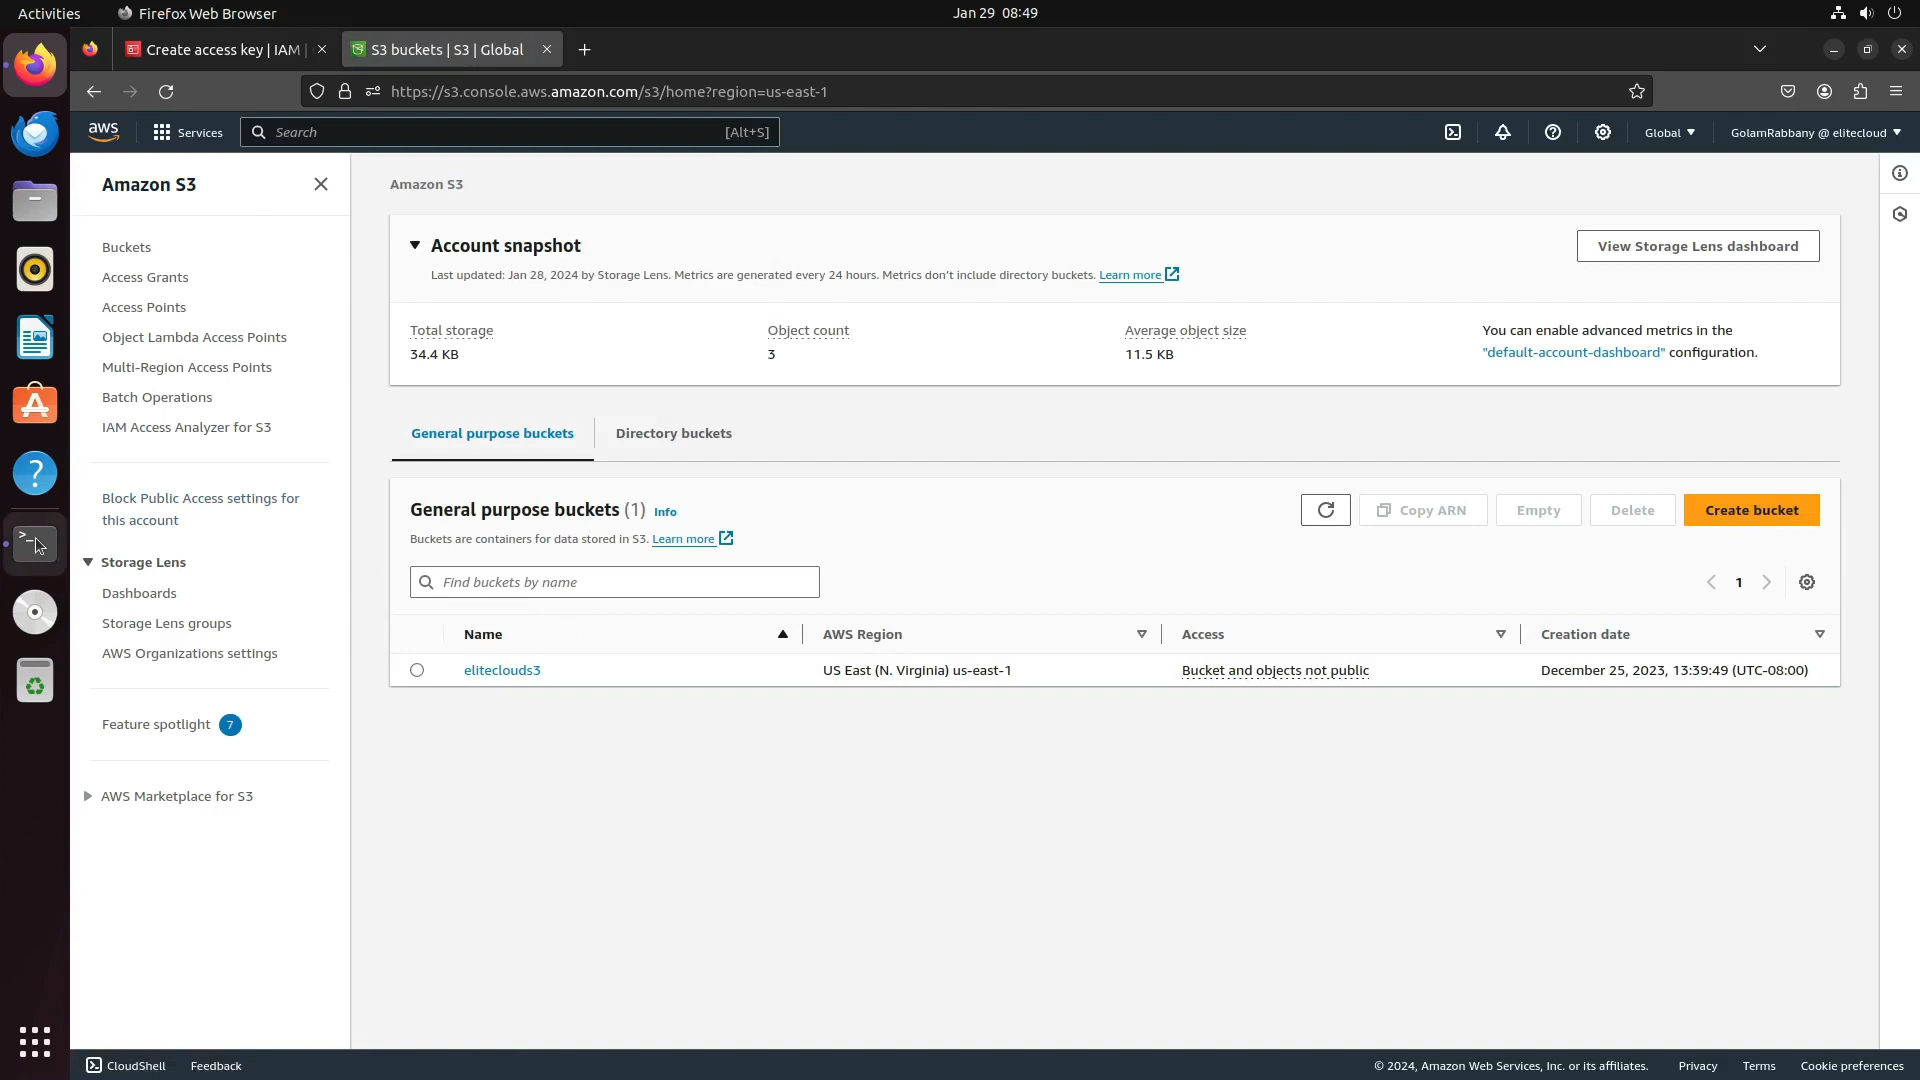 Activities
Firefox Web Browser
Jan 29 08:49
Create access key | IAM |
S3 buckets | S3 | Global
https://s3.console.aws.amazon.com/s3/home?region=us-east-1
aws
Services
Search
[Alt+S]
Global
GolamRabbany @ elitecloud
Amazon S3
Buckets
Access Grants
Access Points
Object Lambda Access Points
Multi-Region Access Points
Batch Operations
IAM Access Analyzer for S3
Block Public Access settings for
this account
Storage Lens
Dashboards
Storage Lens groups
AWS Organizations settings
Feature spotlight 7
AWS Marketplace for S3
Amazon S3
Account snapshot
View Storage Lens dashboard
Last updated: Jan 28, 2024 by Storage Lens. Metrics are generated every 24 hours. Metrics don't include directory buckets. Learn more
Total storage
34.4 KB
Object count
3
Average object size
11.5 KB
You can enable advanced metrics in the
"default-account-dashboard" configuration.
General purpose buckets
Directory buckets
General purpose buckets (1) Info
Buckets are containers for data stored in S3. Learn more
Copy ARN
Empty
Delete
Create bucket
Find buckets by name
1
Name
AWS Region
Access
Creation date
eliteclouds3
US East (N. Virginia) us-east-1
Bucket and objects not public
December 25, 2023, 13:39:49 (UTC-08:00)
CloudShell
Feedback
© 2024, Amazon Web Services, Inc. or its affiliates.
Privacy
Terms
Cookie preferences